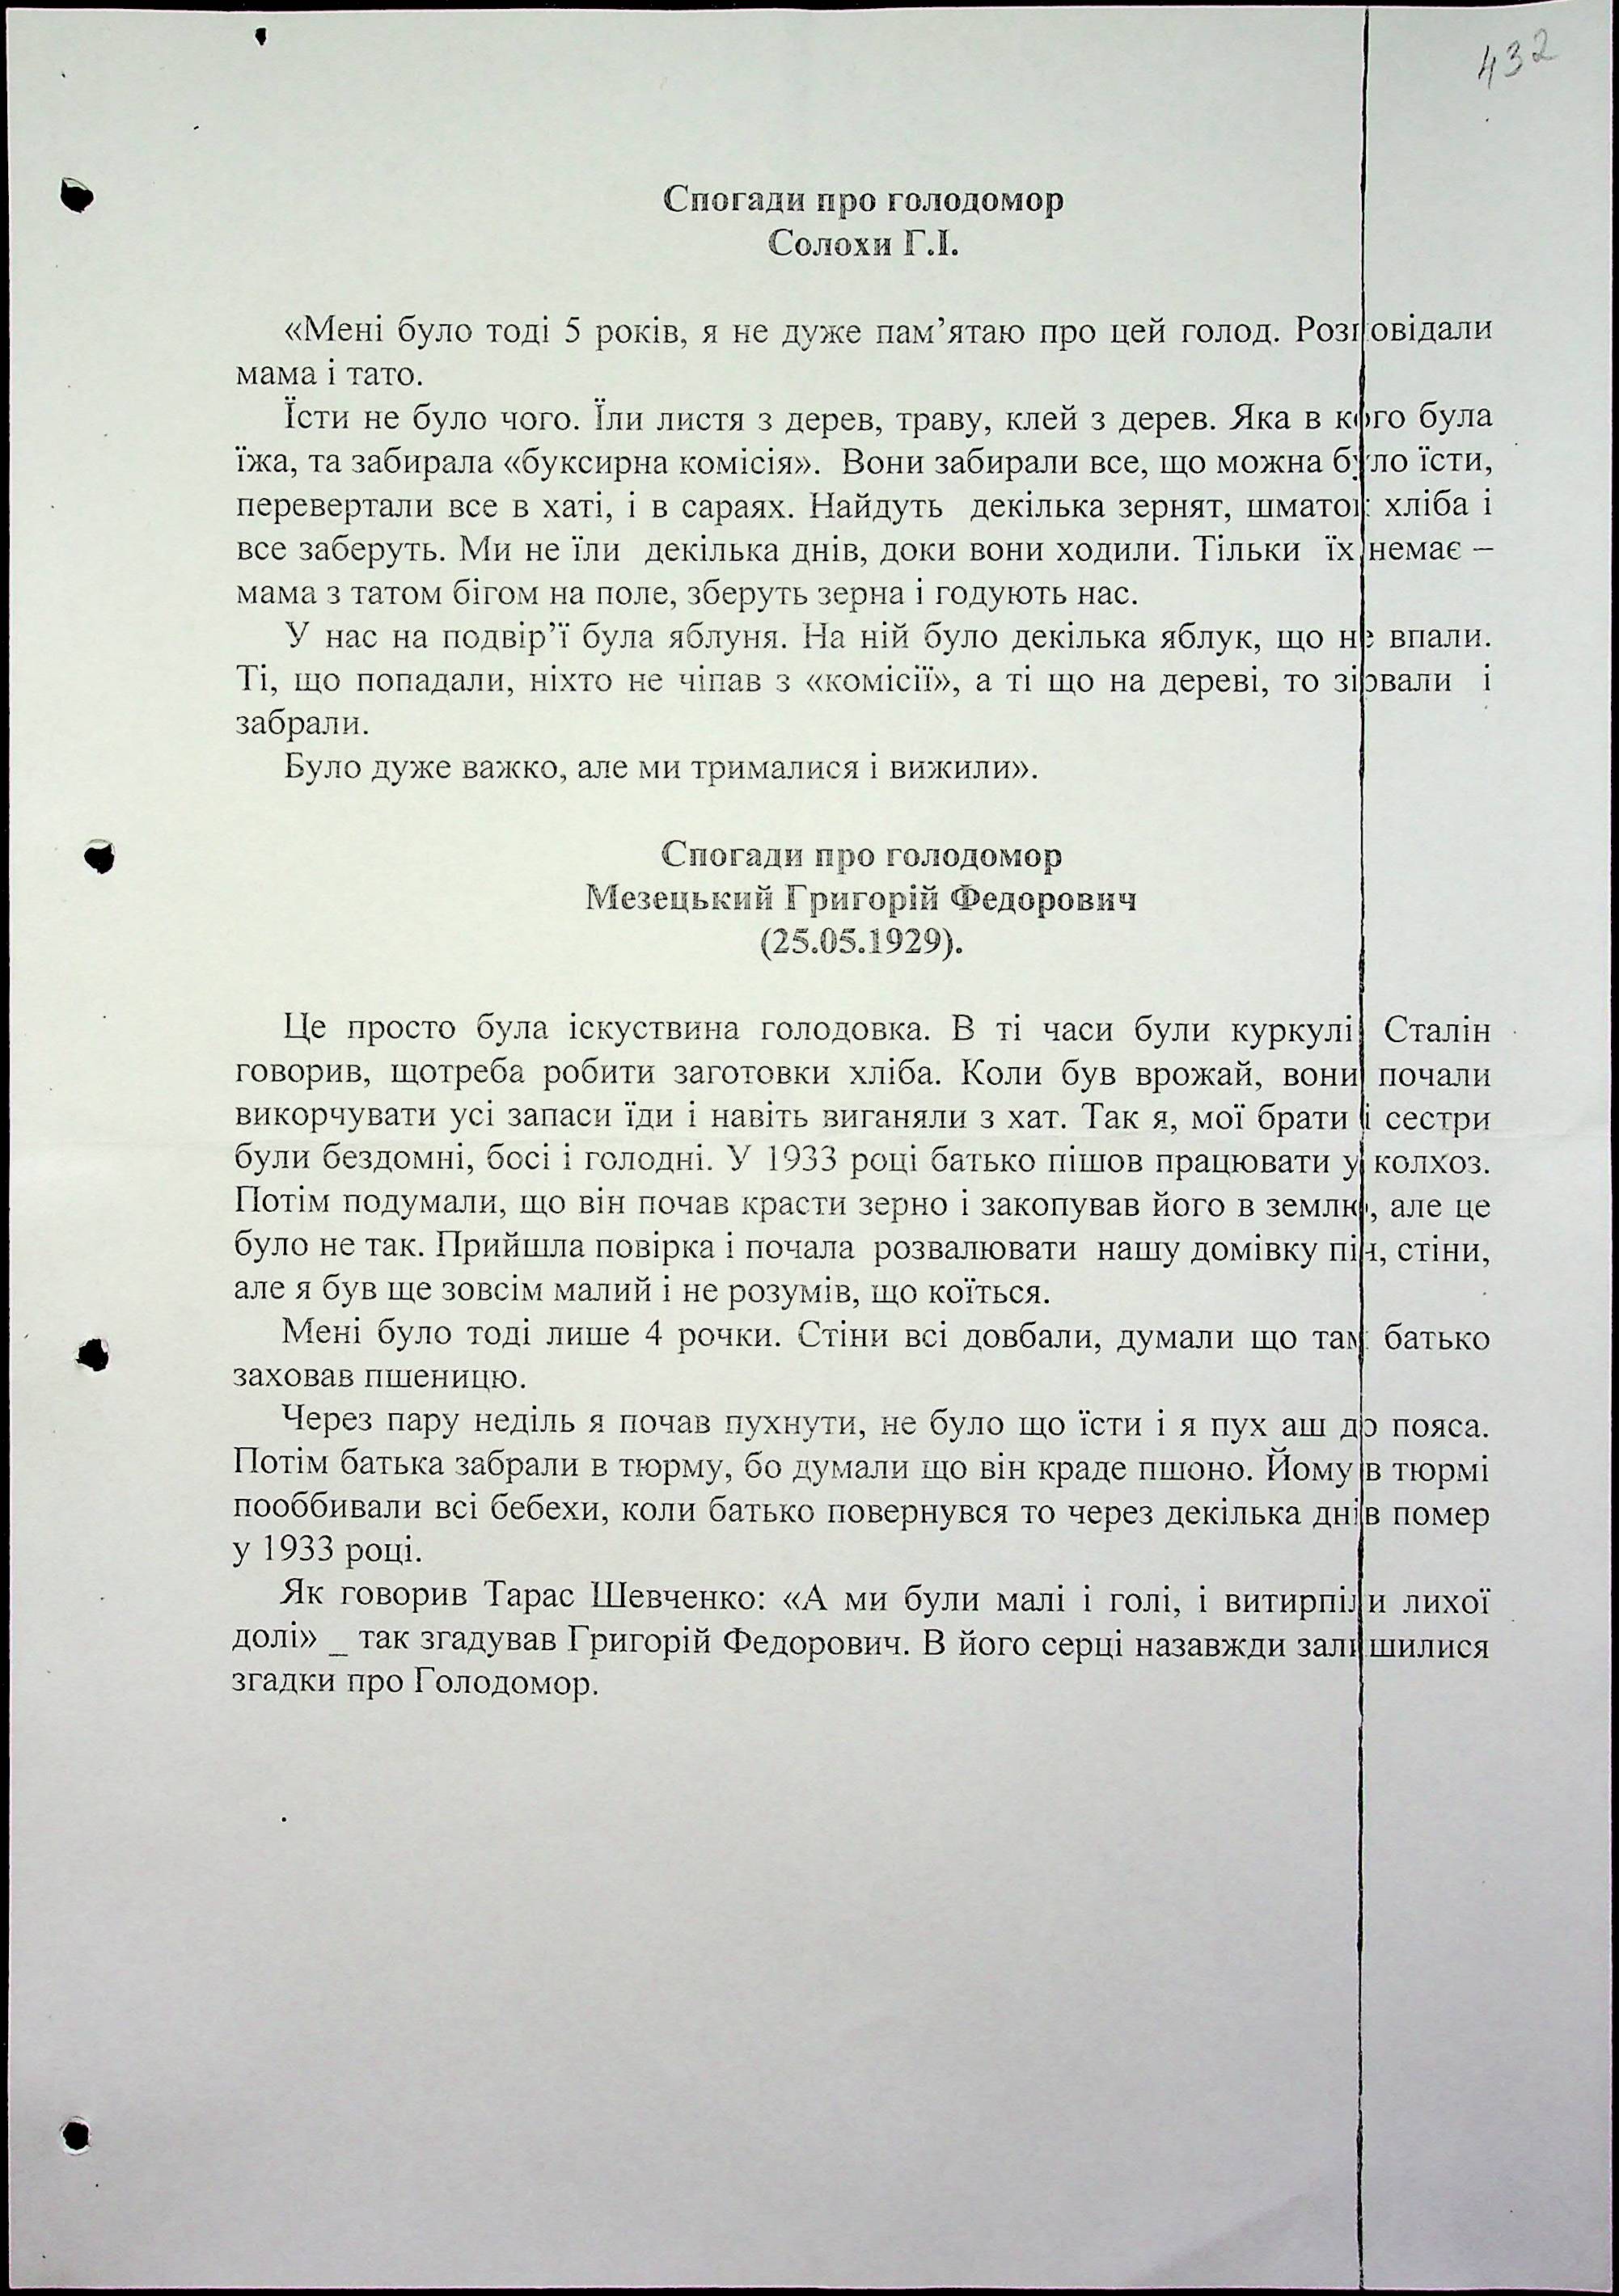 432
Спогади про голодомор
Солохи Г.І.
«Мені було тоді 5 років, я не дуже пам’ятаю про цей голод. Розповідали
мама і тато.
Їсти не було чого. Їли листя з дерев, траву, клей з дерев. Яка в кого була
їжа, та забирала «буксирна комісія». Вони забирали все, що можна було їсти,
перевертали все в хаті, і в сараях. Найдуть декілька зернят, шматок хліба і
все заберуть. Ми не їли декілька днів, доки вони ходили. Тільки їх немає –
мама з татом бігом на поле, зберуть зерна і годують нас.
У нас на подвір’ї була яблуня. На ній було декілька яблук, що не впали.
Ті, що попадали, ніхто не чіпав з «комісії», а ті що на дереві, то зірвали і
забрали.
Було дуже важко, але ми трималися і вижили».
Спогади про голодомор
Мезецький Григорій Федорович
(25.05.1929).
Це просто була іскуствина голодовка. В ті часи були куркулі Сталін
говорив, щотреба робити заготовки хліба. Коли був врожай, вони почали
викорчувати усі запаси їди і навіть виганяли з хат. Так я, мої брати і сестри
були бездомні, босі і голодні. У 1933 році батько пішов працювати у колхоз.
Потім подумали, що він почав красти зерно і закопував його в землю, але це
було не так. Прийшла повірка і почала розвалювати нашу домівку піч, стіни,
але я був ще зовсім малий і не розумів, що коїться.
Мені було тоді лише 4 рочки. Стіни всі довбали, думали що там батько
заховав пшеницю.
Через пару неділь я почав пухнути, не було що їсти і я пух аш до пояса.
Потім батька забрали в тюрму, бо думали що він краде пшоно. Йому в тюрмі
пооббивали всі бебехи, коли батько повернувся то через декілька днів помер
у 1933 році.
Як говорив Тарас Шевченко: «А ми були малі і голі, і витирпіли лихої
долі» _ так згадував Григорій Федорович. В його серці назавжди залишилися
згадки про Голодомор.